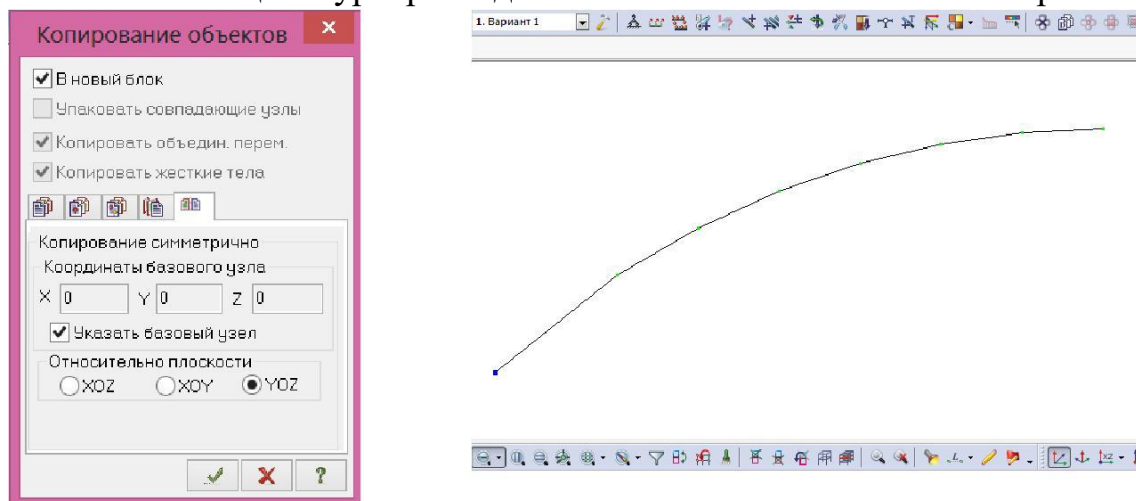 Копирование объектов
В новый блок
Упаковать совпадающие узлы
Копировать объедин. перем.
Копировать жесткие тела
Копирование симметрично
Координаты базового узла
X 0 Y 0 Z 0
Указать базовый узел
Относительно плоскости
XOZ XOY YOZ
1. Вариант 1